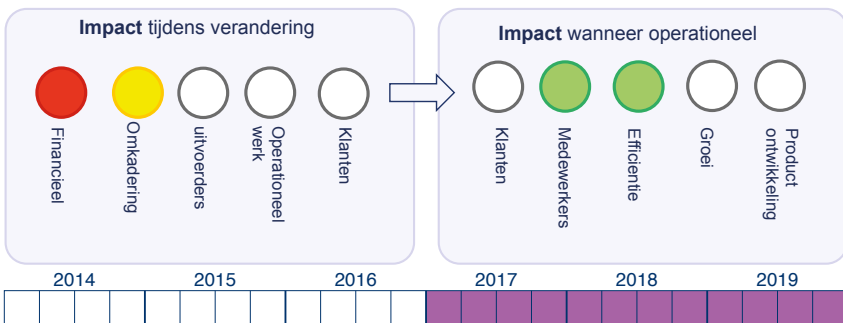 Impact tijdens verandering
Financieel
Omkadering
uitvoerders
Operationeel
werk
Klanten
Impact wanneer operationeel
Klanten
Medewerkers
Efficientie
Groei
Product
ontwikkeling
2014 2015 2016 2017 2018 2019